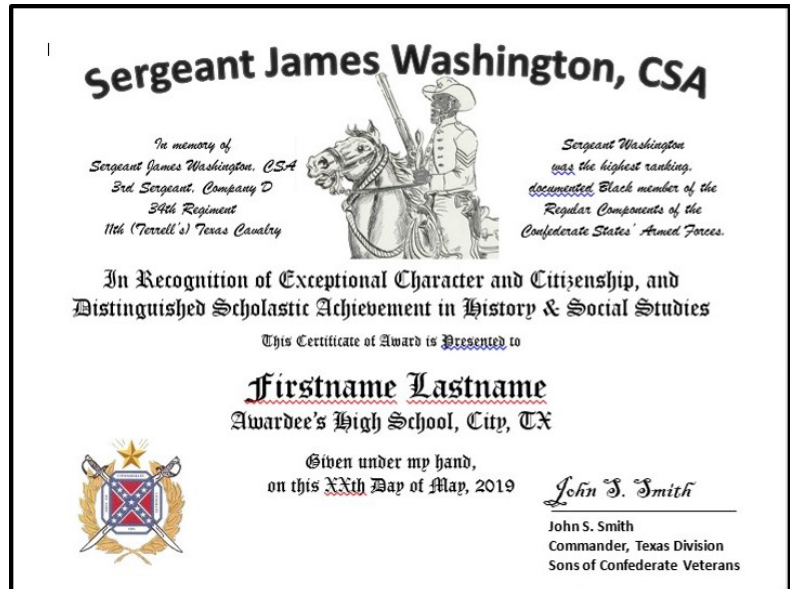 Sergeant James Washington, CSA
In memory of
Sergeant James Washington, CSA
3rd Sergeant, Company D
34th Regiment
11th (Terrell's) Texas Cavalry
Sergeant Washington
was the highest ranking,
documented Black member of the
Regular Components of the
Confederate States' Armed Forces.
In Recognition of Exceptional Character and Citizenship, and
Distinguished Scholastic Achievement in History & Social Studies
This Certificate of Award is Presented to
Firstname Lastname
Awardee's High School, City, TX
Given under my hand,
on this XXth Day of May, 2019
John S. Smith
John S. Smith
Commander, Texas Division
Sons of Confederate Veterans